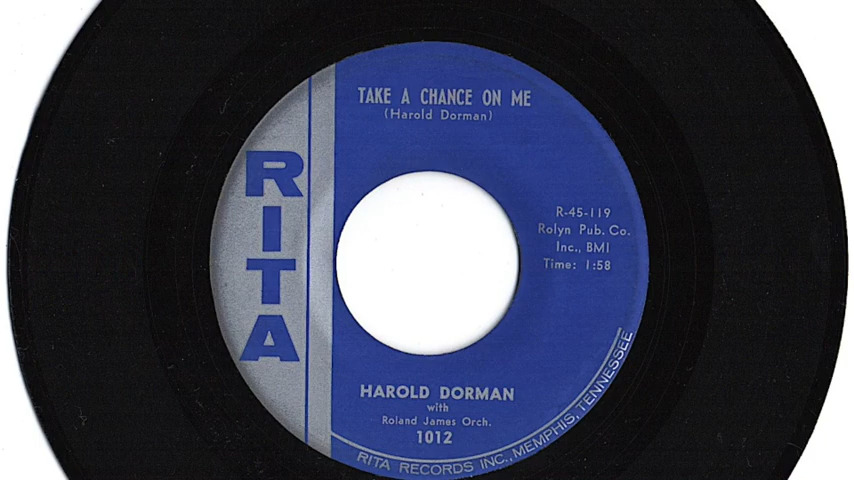 TAKE A CHANCE ON ME
(Harold Dorman)
RITA
R-45-119
Rolyn Pub. Co.
Inc., BMI
Time: 1:58
HAROLD DORMAN
with
Roland James Orch.
1012
RITA RECORDS INC., MEMPHIS, TENNESSEE